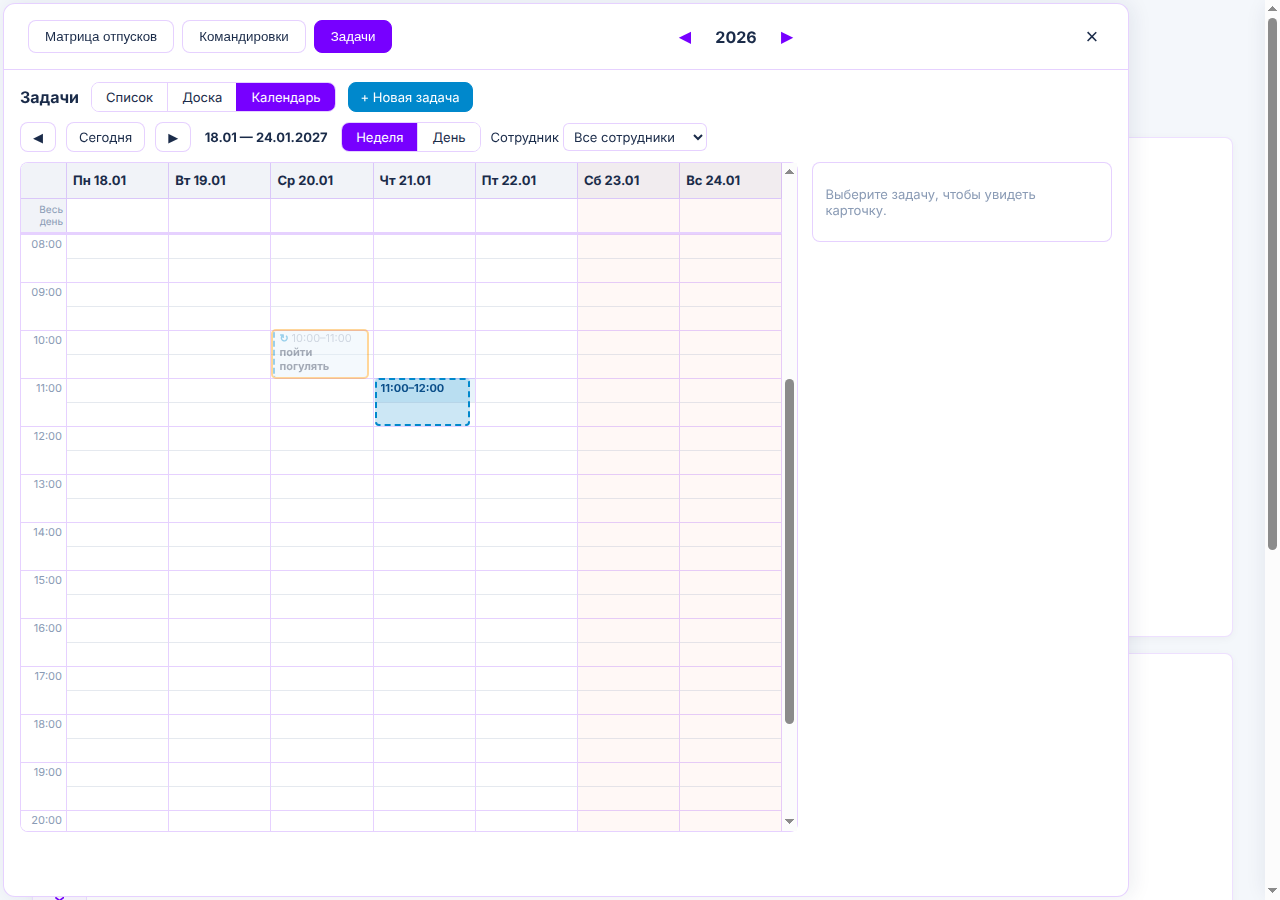 Матрица отпусков
Командировки
Задачи
◀ 2026 ▶
×
Задачи
Список
Доска
Календарь
+ Новая задача
◀
Сегодня
▶
18.01 — 24.01.2027
Неделя
День
Сотрудник
Все сотрудники
Пн 18.01
Вт 19.01
Ср 20.01
Чт 21.01
Пт 22.01
Сб 23.01
Вс 24.01
Весь
день
08:00
09:00
10:00
↻ 10:00–11:00
пойти
погулять
11:00
11:00–12:00
12:00
13:00
14:00
15:00
16:00
17:00
18:00
19:00
20:00
Выберите задачу, чтобы увидеть
карточку.